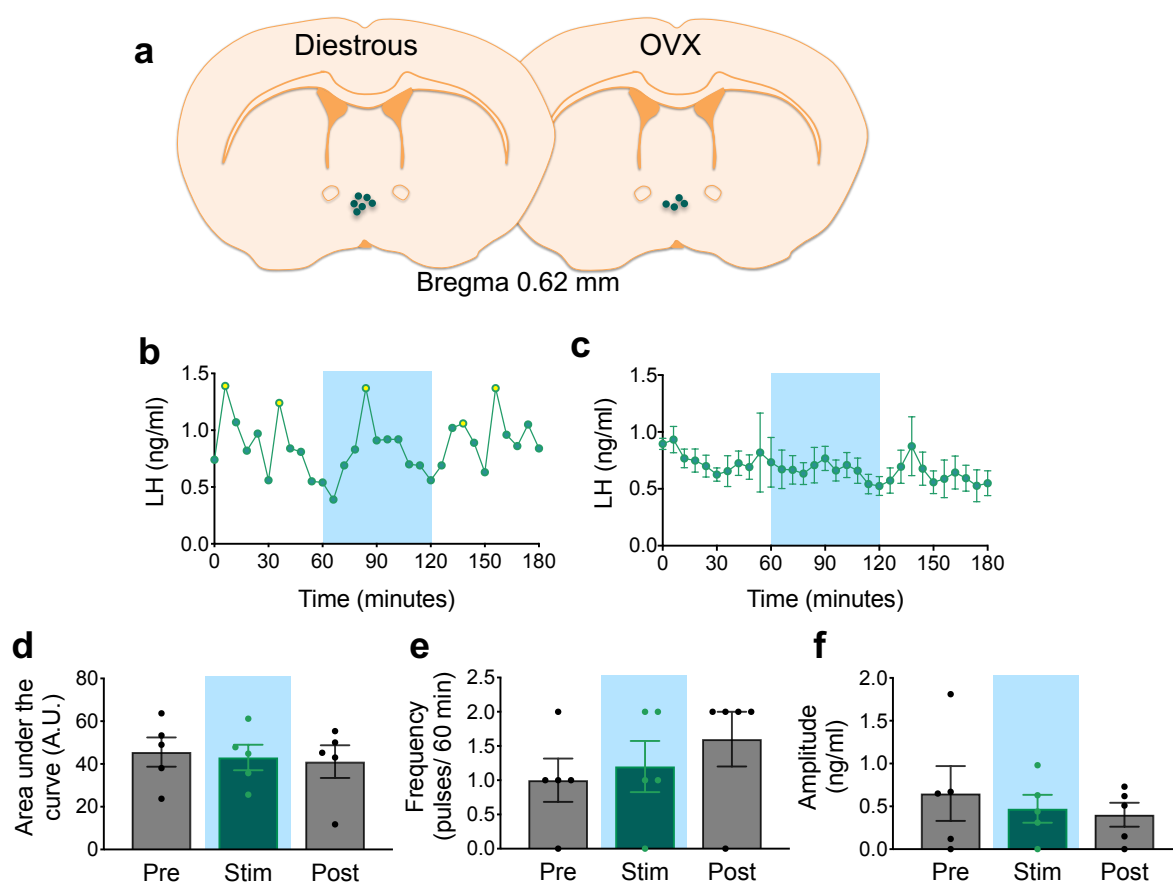 a
Diestrous
OVX
Bregma 0.62 mm
b
LH (ng/ml)
1.5
1.0
0.5
0.0
0 30 60 90 120 150 180
Time (minutes)
c
LH (ng/ml)
1.5
1.0
0.5
0.0
0 30 60 90 120 150 180
Time (minutes)
d
Area under the
curve (A.U.)
80
60
40
20
0
Pre Stim Post
e
Frequency
(pulses/ 60 min)
2.5
2.0
1.5
1.0
0.5
0.0
Pre Stim Post
f
Amplitude
(ng/ml)
2.0
1.5
1.0
0.5
0.0
Pre Stim Post